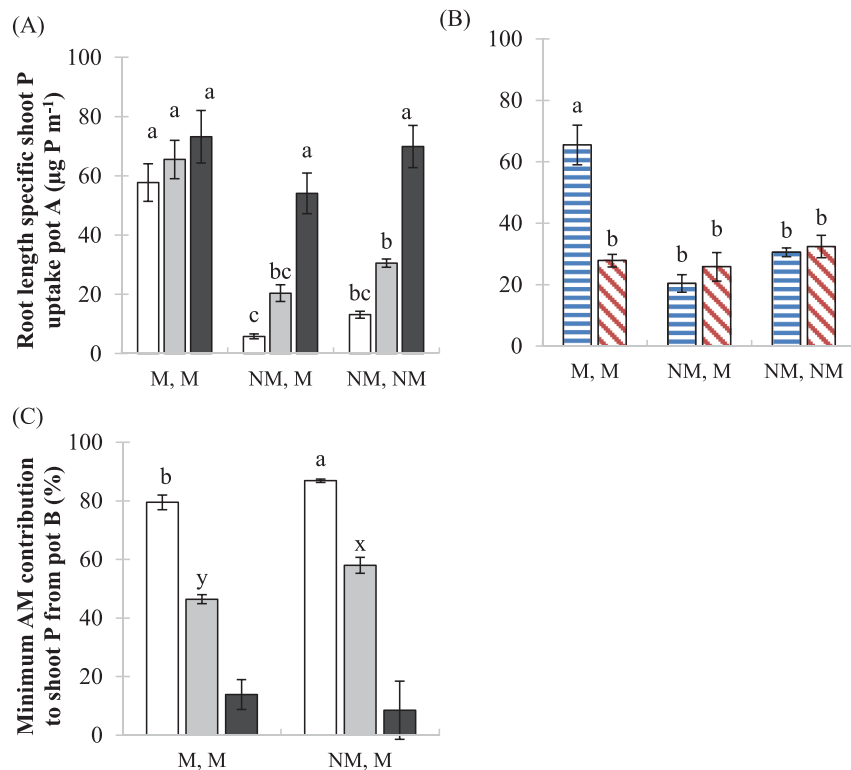 (A)
Root length specific shoot P
uptake pot A (µg P m⁻¹)
100
80
60
40
20
0
a
a
a
c
bc
a
bc
b
a
M, M
NM, M
NM, NM
(B)
100
80
60
40
20
0
a
b
b
b
b
b
M, M
NM, M
NM, NM
(C)
Minimum AM contribution
to shoot P from pot B (%)
100
80
60
40
20
0
b
y
a
x
M, M
NM, M